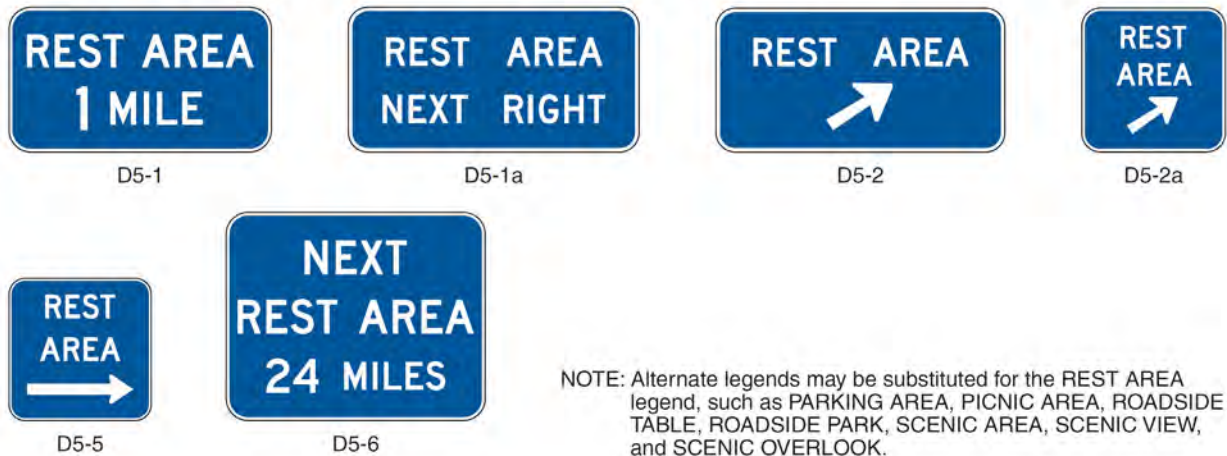 REST AREA
1 MILE
D5-1
REST AREA
NEXT RIGHT
D5-1a
REST AREA
D5-2
REST
AREA
D5-2a
REST
AREA
D5-5
NEXT
REST AREA
24 MILES
D5-6
NOTE: Alternate legends may be substituted for the REST AREA
legend, such as PARKING AREA, PICNIC AREA, ROADSIDE
TABLE, ROADSIDE PARK, SCENIC AREA, SCENIC VIEW,
and SCENIC OVERLOOK.